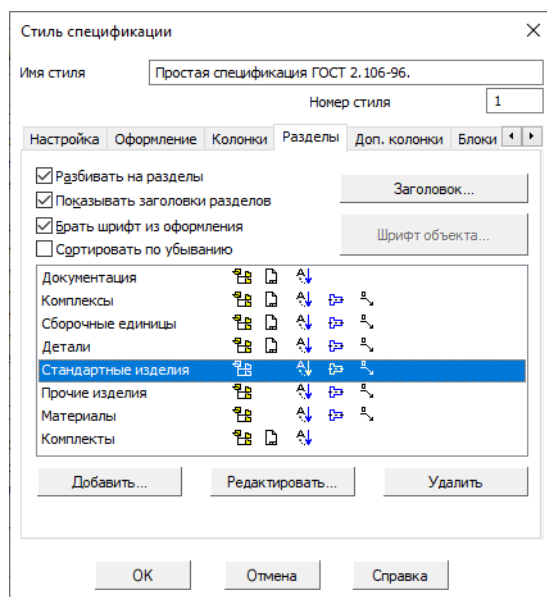 Стиль спецификации
Имя стиля Простая спецификация ГОСТ 2.106-96.
Номер стиля 1
Настройка Оформление Колонки Разделы Доп. колонки Блоки
Разбивать на разделы
Заголовок...
Показывать заголовки разделов
Брать шрифт из оформления
Шрифт объекта...
Сортировать по убыванию
Документация
Комплексы
Сборочные единицы
Детали
Стандартные изделия
Прочие изделия
Материалы
Комплекты
Добавить... Редактировать... Удалить
OK Отмена Справка